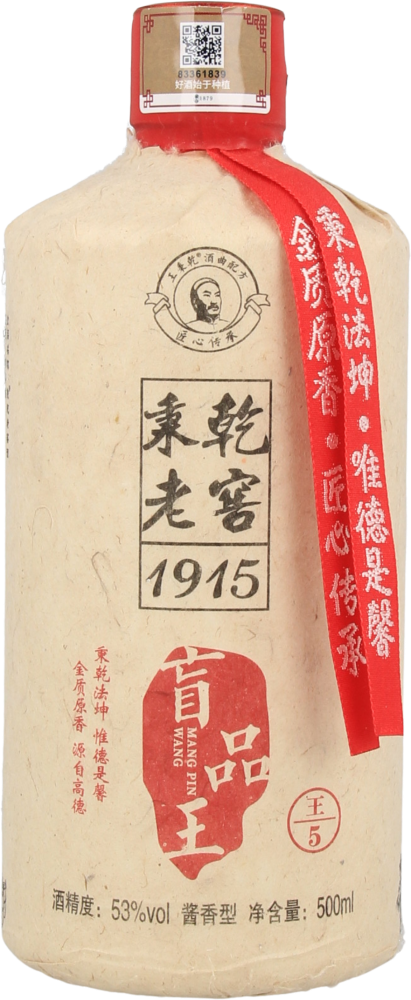 83361839
好酒始于种植
王秉乾®酒曲配方
匠心传承
秉乾法坤·唯德是馨
金质原香·匠心传承
秉乾
老窖
1915
秉乾法坤 惟德是馨
金质原香 源自高德
盲品王
MANG PIN
WANG
王
5
酒精度：53%vol 酱香型 净含量：500ml